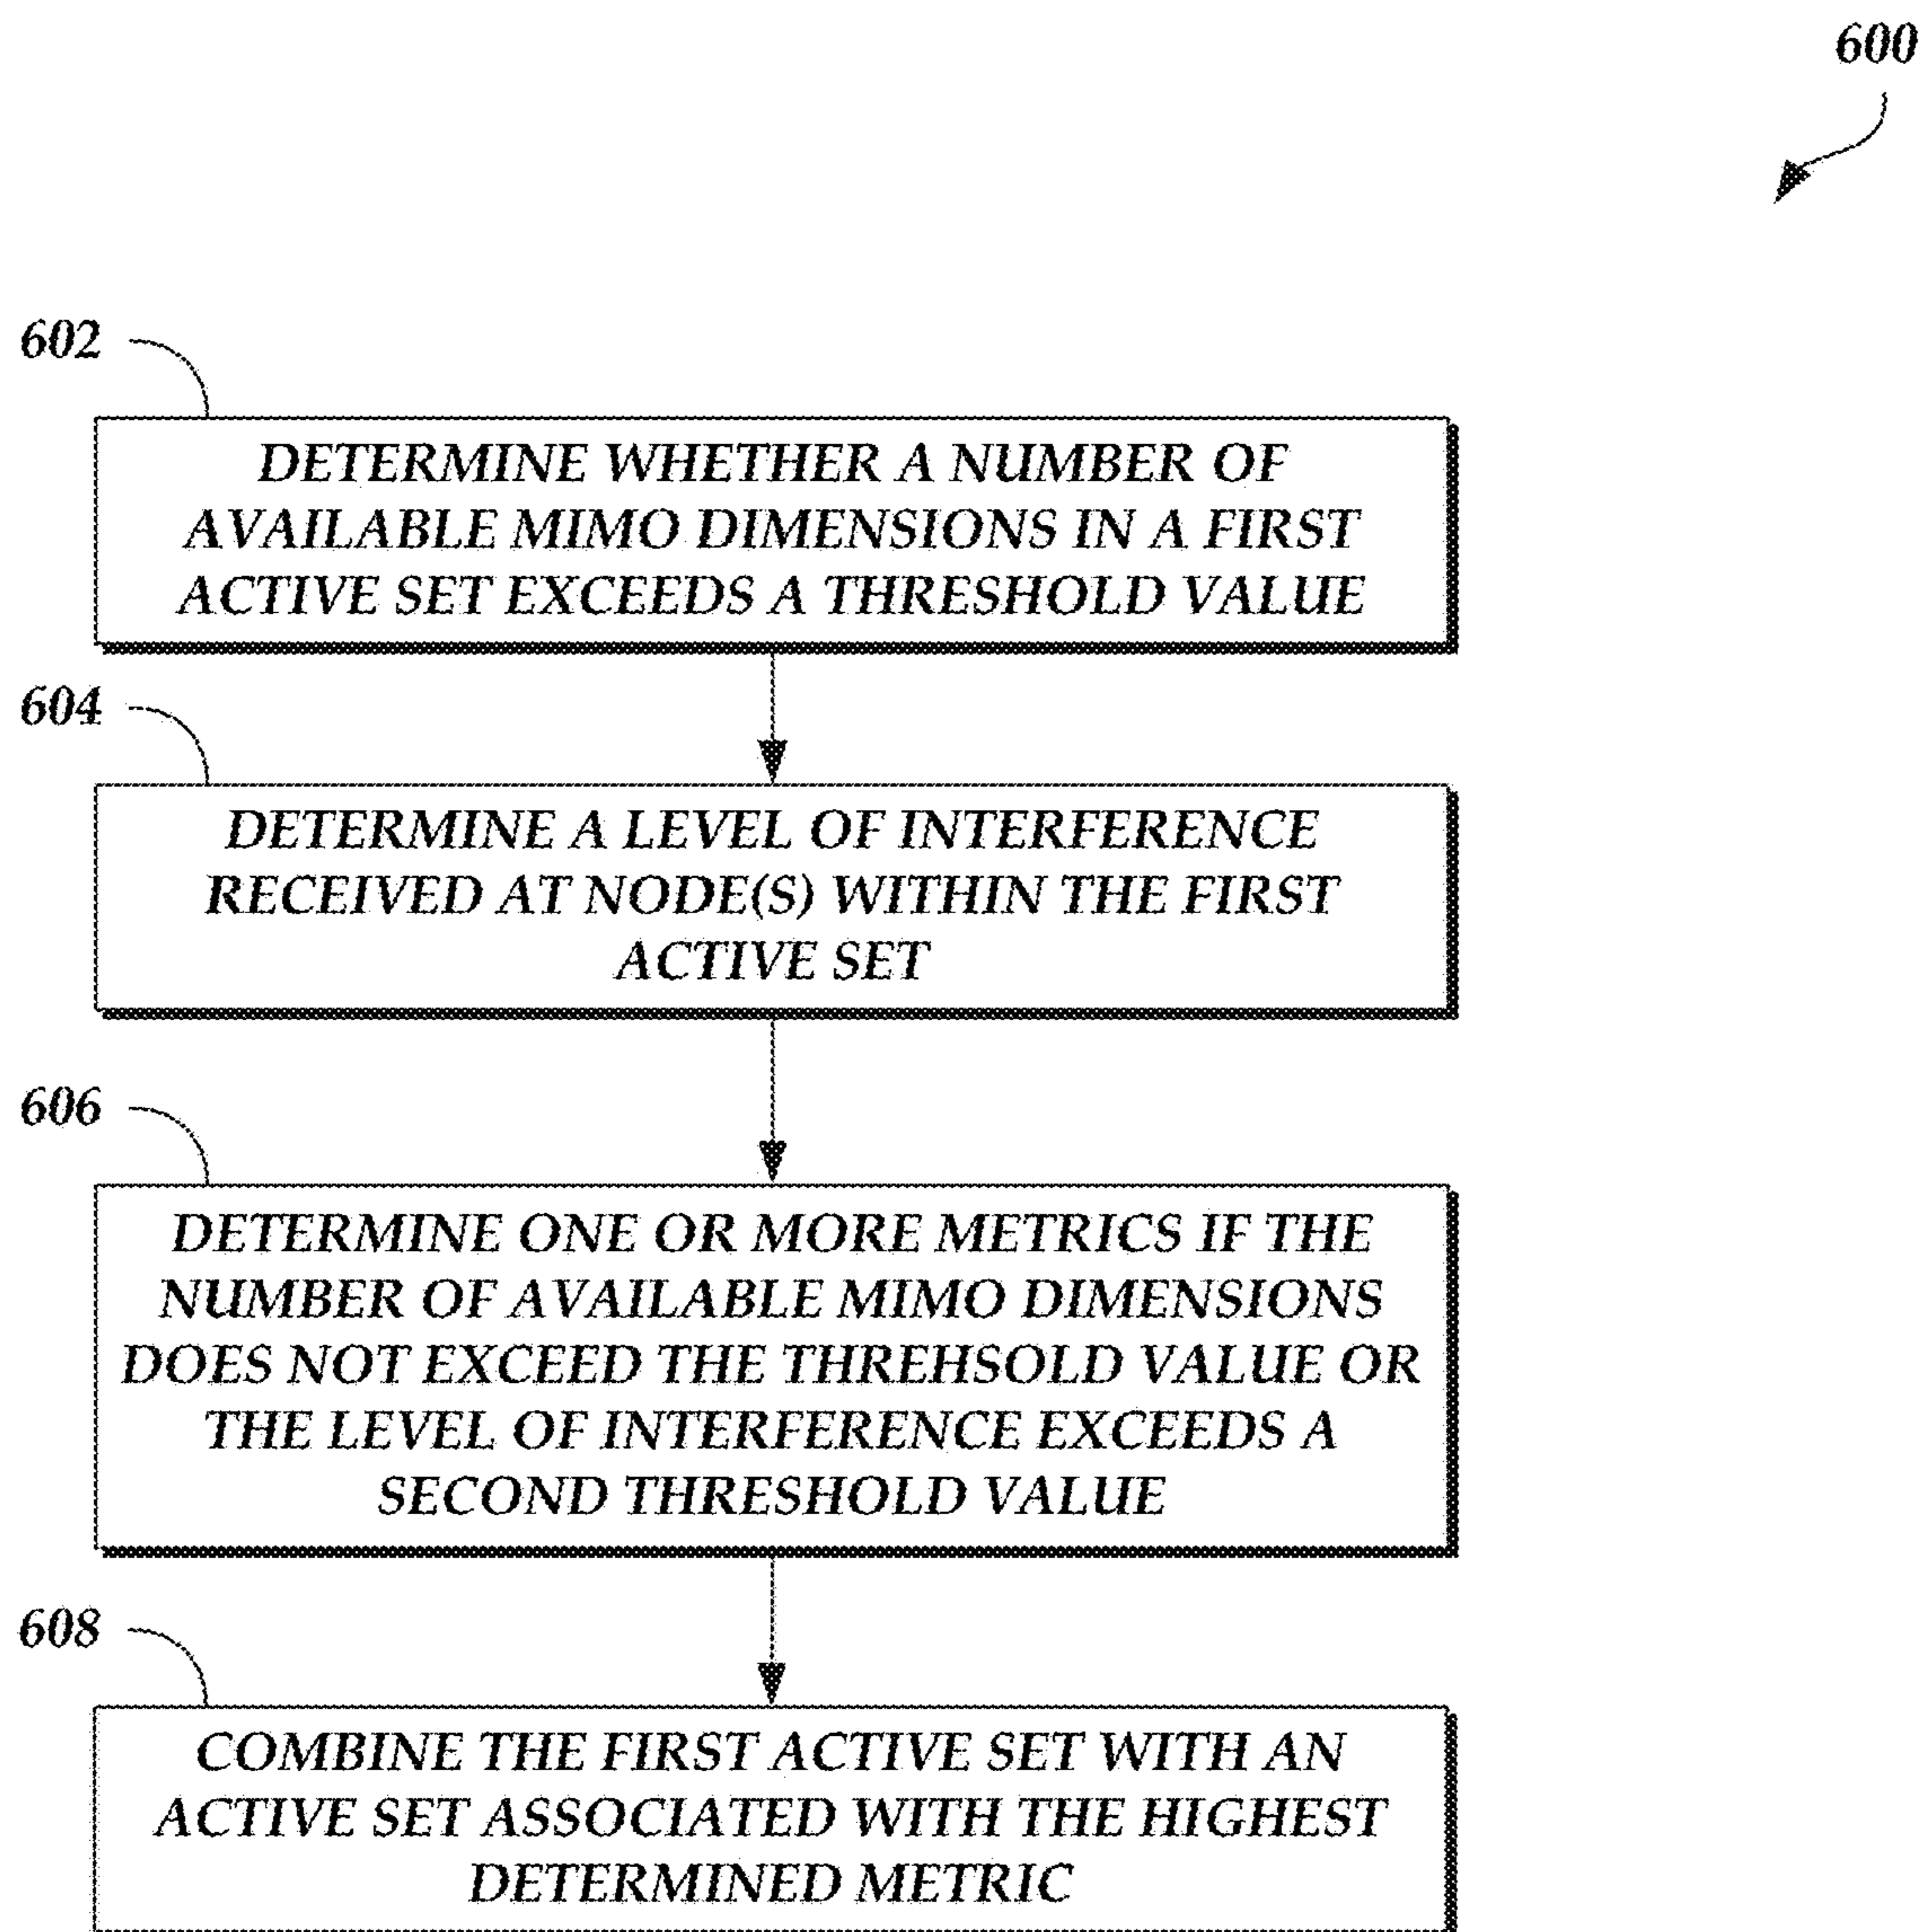 600
602
DETERMINE WHETHER A NUMBER OF
AVAILABLE MIMO DIMENSIONS IN A FIRST
ACTIVE SET EXCEEDS A THRESHOLD VALUE
604
DETERMINE A LEVEL OF INTERFERENCE
RECEIVED AT NODE(S) WITHIN THE FIRST
ACTIVE SET
606
DETERMINE ONE OR MORE METRICS IF THE
NUMBER OF AVAILABLE MIMO DIMENSIONS
DOES NOT EXCEED THE THREHSOLD VALUE OR
THE LEVEL OF INTERFERENCE EXCEEDS A
SECOND THRESHOLD VALUE
608
COMBINE THE FIRST ACTIVE SET WITH AN
ACTIVE SET ASSOCIATED WITH THE HIGHEST
DETERMINED METRIC